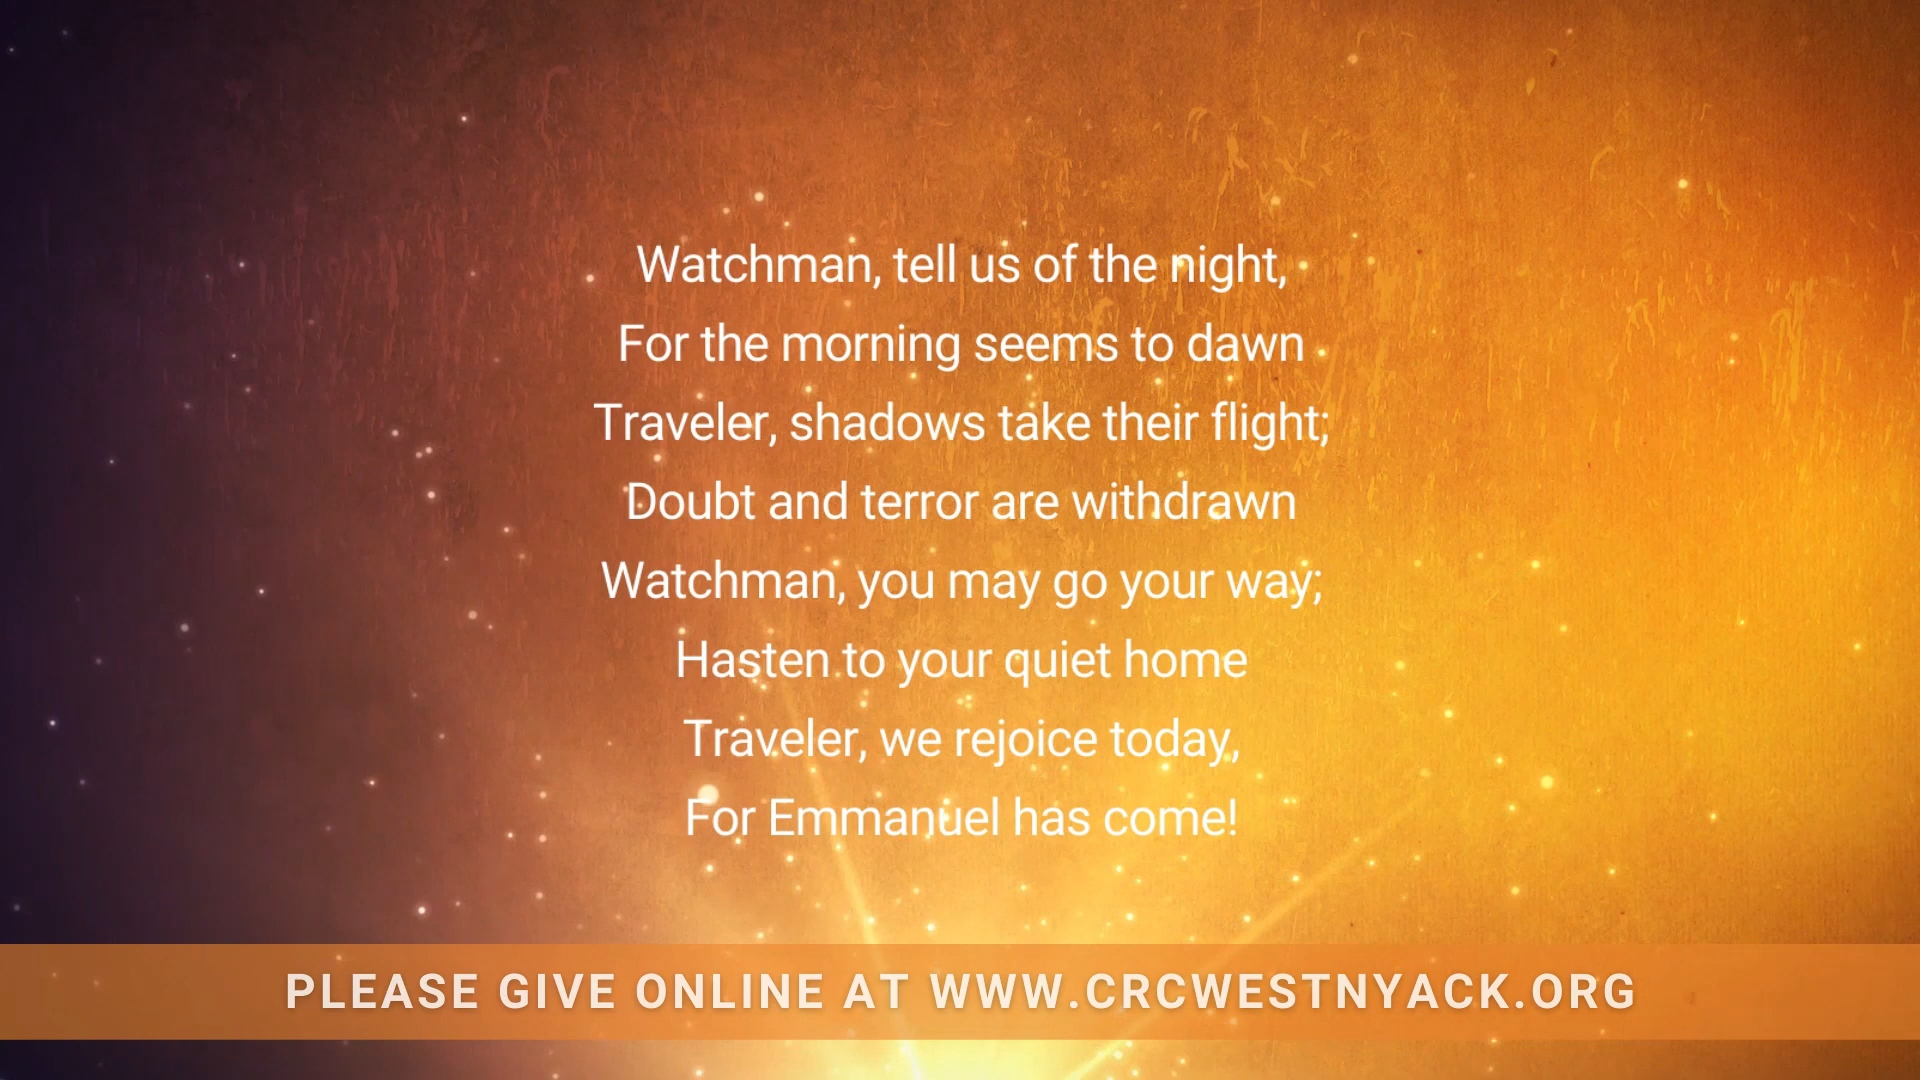 Watchman, tell us of the night,
For the morning seems to dawn
Traveler, shadows take their flight;
Doubt and terror are withdrawn
Watchman, you may go your way;
Hasten to your quiet home
Traveler, we rejoice today,
For Emmanuel has come!
PLEASE GIVE ONLINE AT WWW.CRCWESTNYACK.ORG